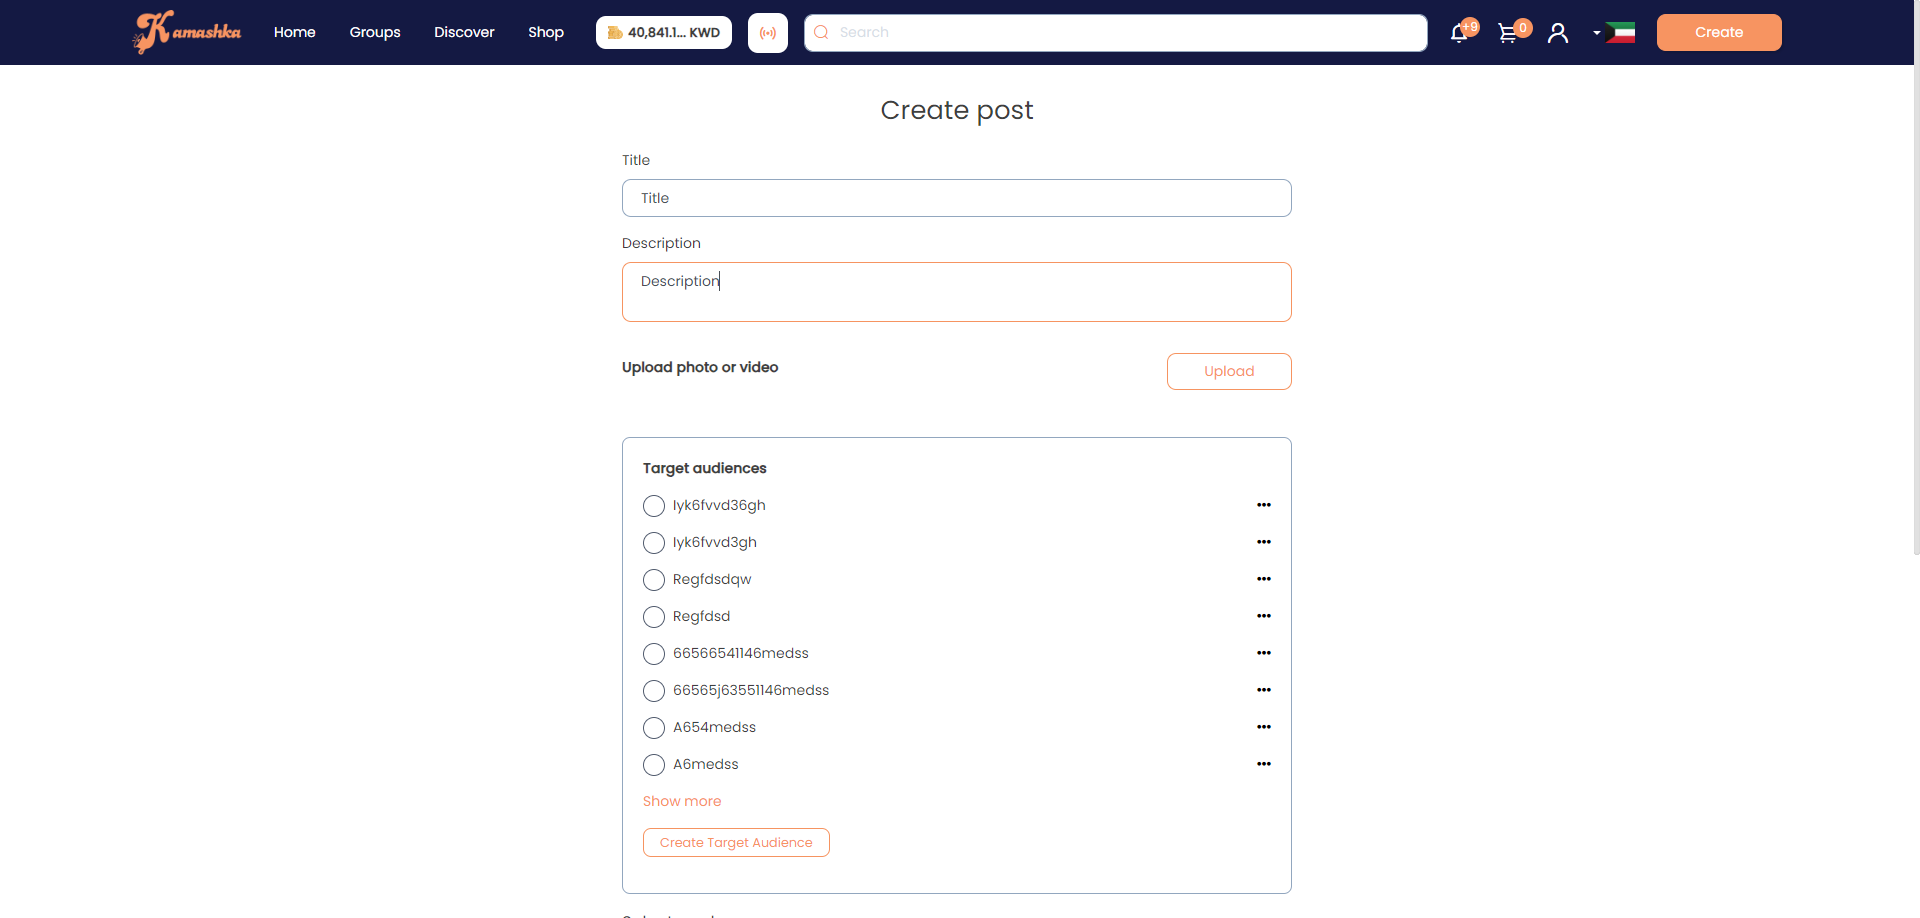 Kamashka
Home
Groups
Discover
Shop
40,841.1... KWD
Search
+9
0
Create
Create post
Title
Title
Description
Description
Upload photo or video
Upload
Target audiences
Iyk6fvvd36gh
Iyk6fvvd3gh
Regfdsdqw
Regfdsd
66566541146medss
66565j63551146medss
A654medss
A6medss
Show more
Create Target Audience